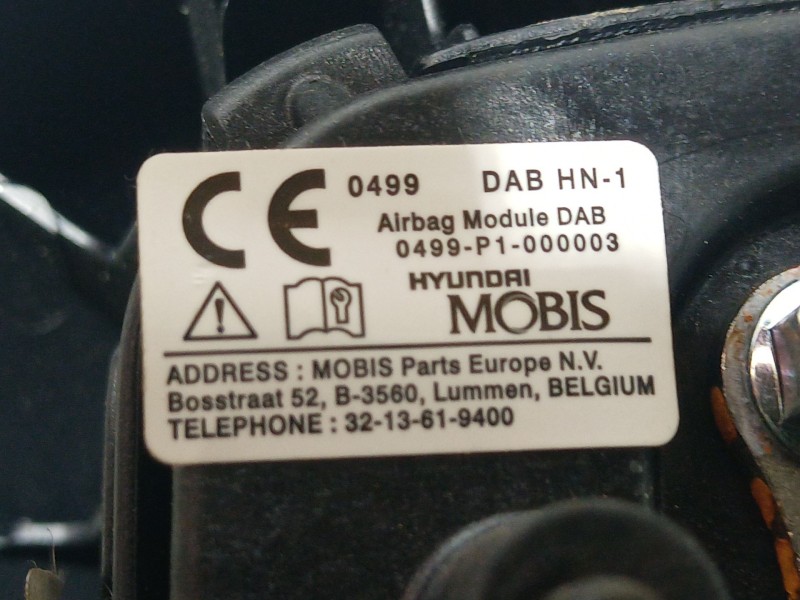 CE 0499 DAB HN-1
Airbag Module DAB
0499-P1-000003
HYUNDAI
MOBIS
ADDRESS : MOBIS Parts Europe N.V.
Bosstraat 52, B-3560, Lummen, BELGIUM
TELEPHONE : 32-13-61-9400